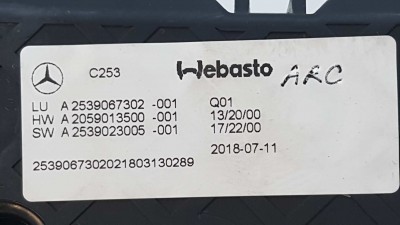 C253 Webasto ARC
LU A 2539067302 -001 Q01
HW A 2059013500 -001 13/20/00
SW A 2539023005 -001 17/22/00
2018-07-11
2539067302021803130289